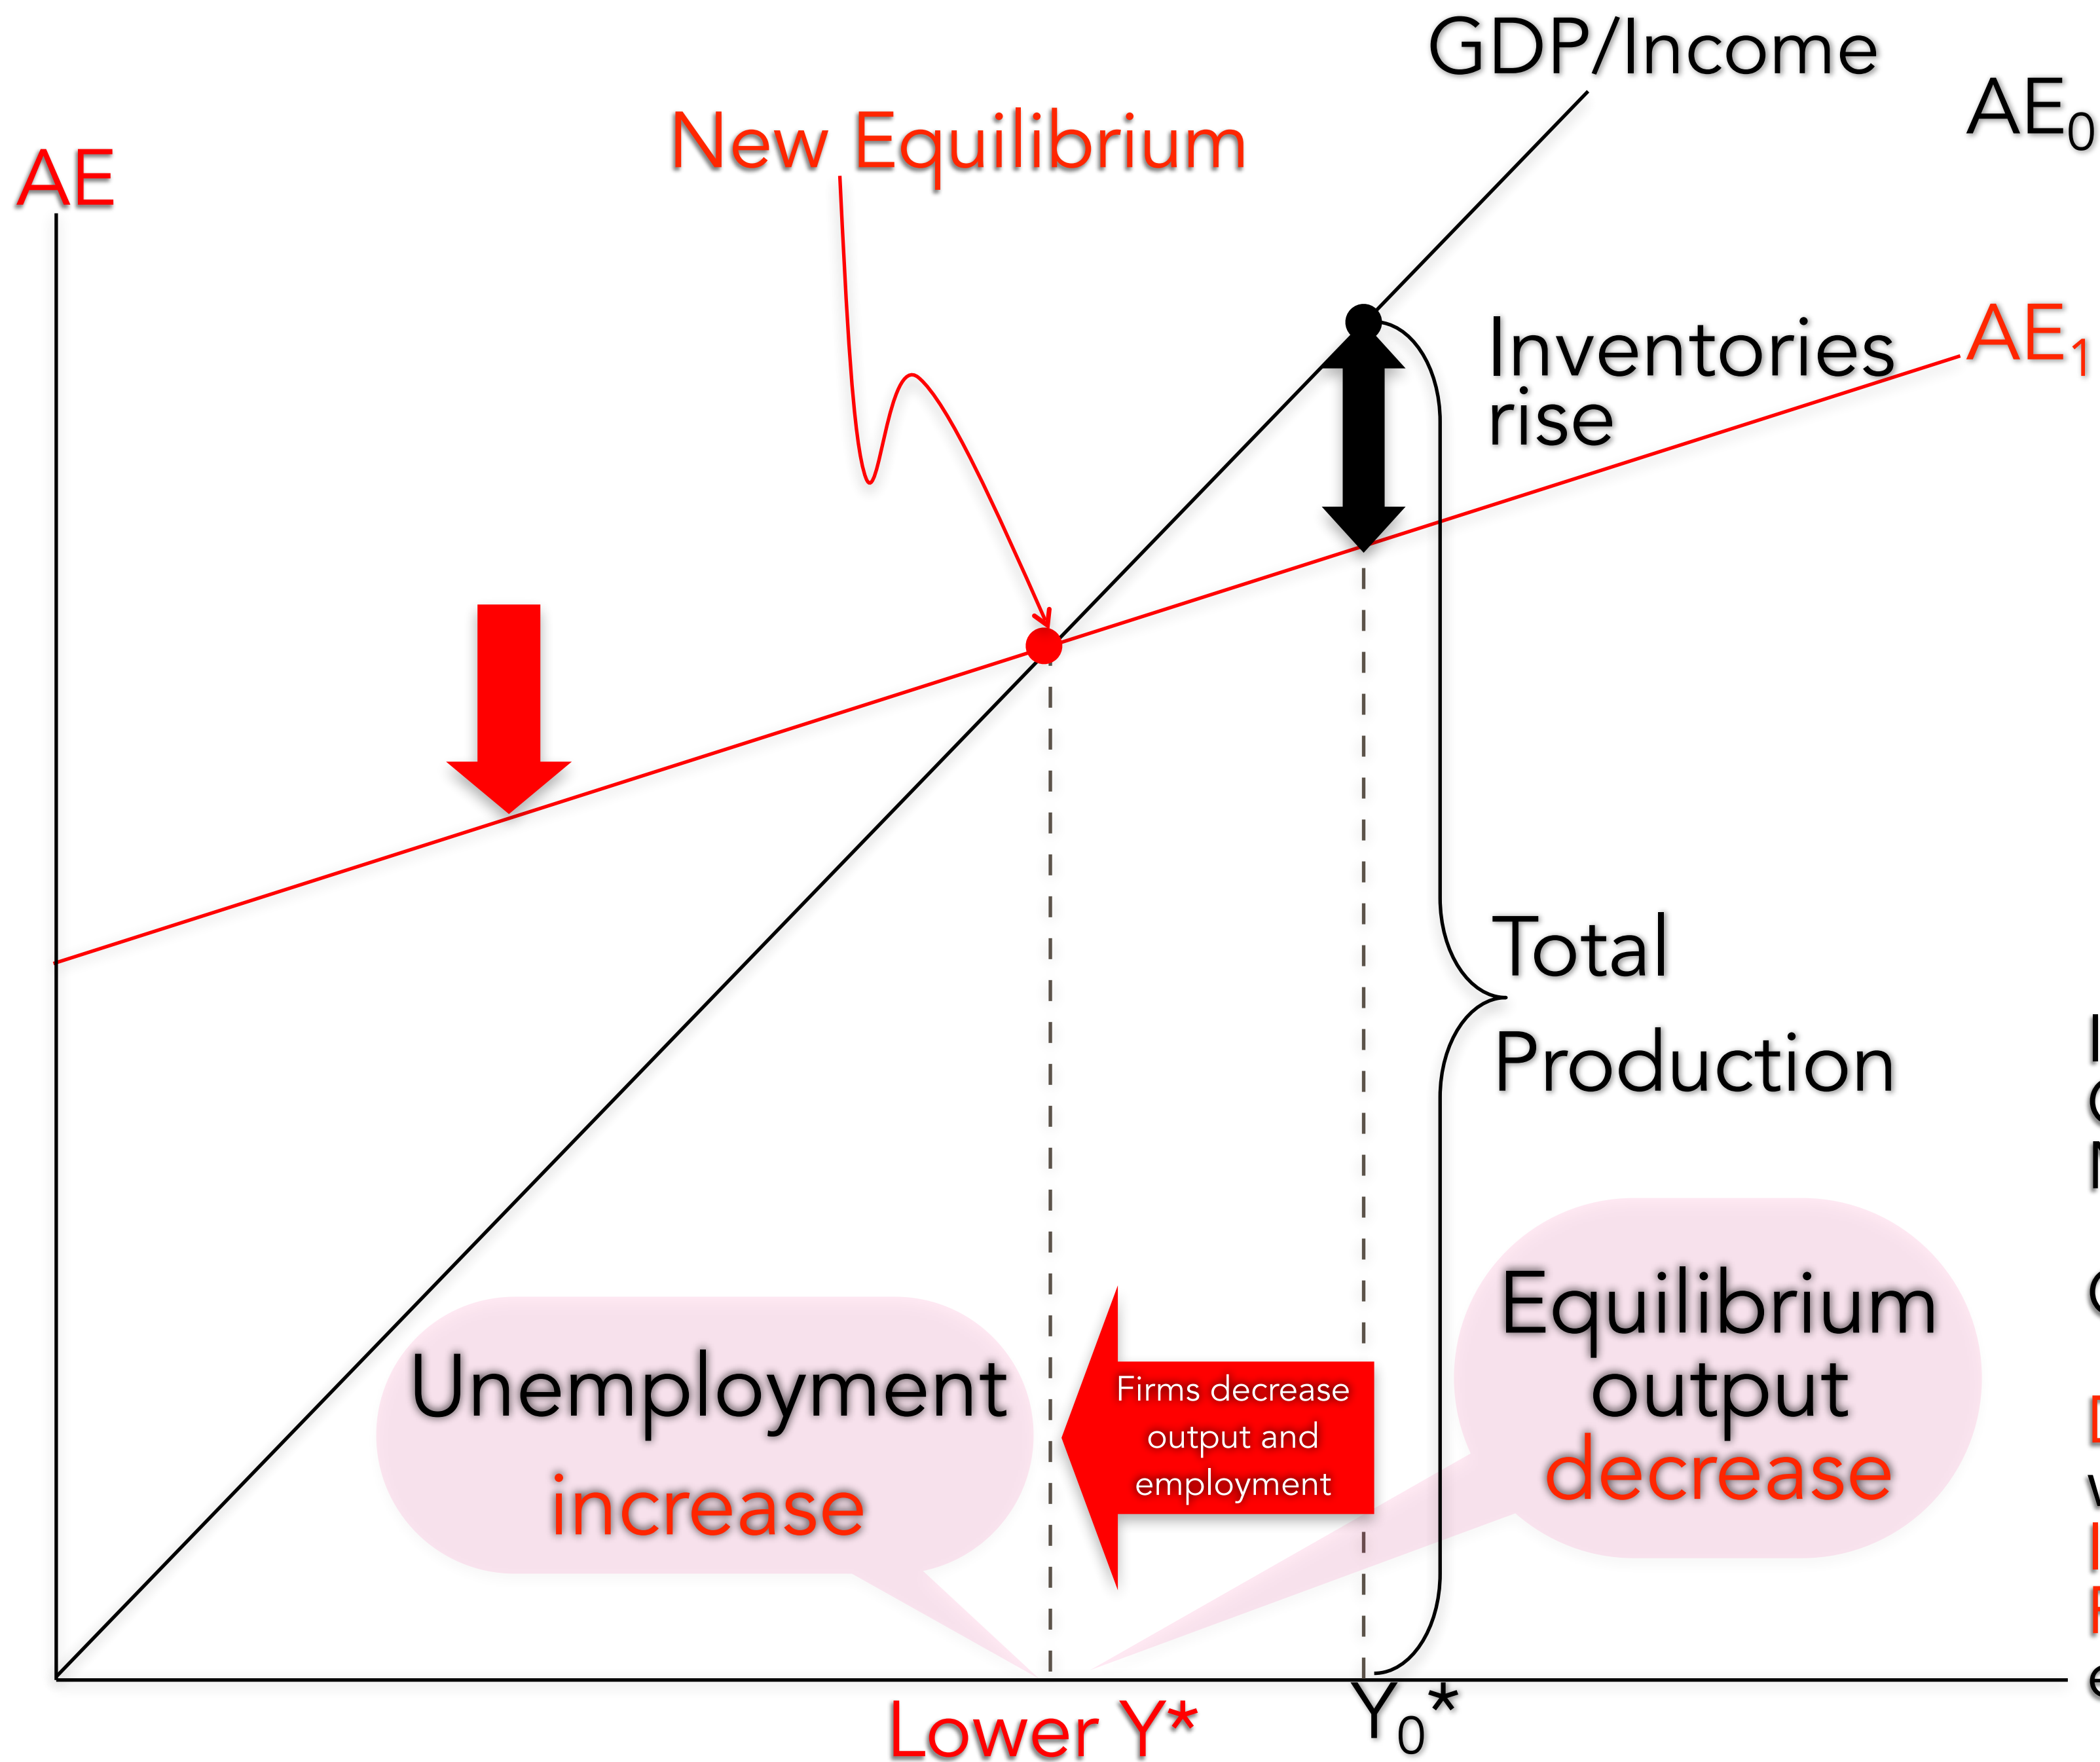 GDP/Income
AE₀
New Equilibrium
AE
Inventories
rise
AE₁
Total
Production
Equilibrium
output
decrease
Unemployment
increase
Firms decrease
output and
employment
Lower Y*
Y₀*